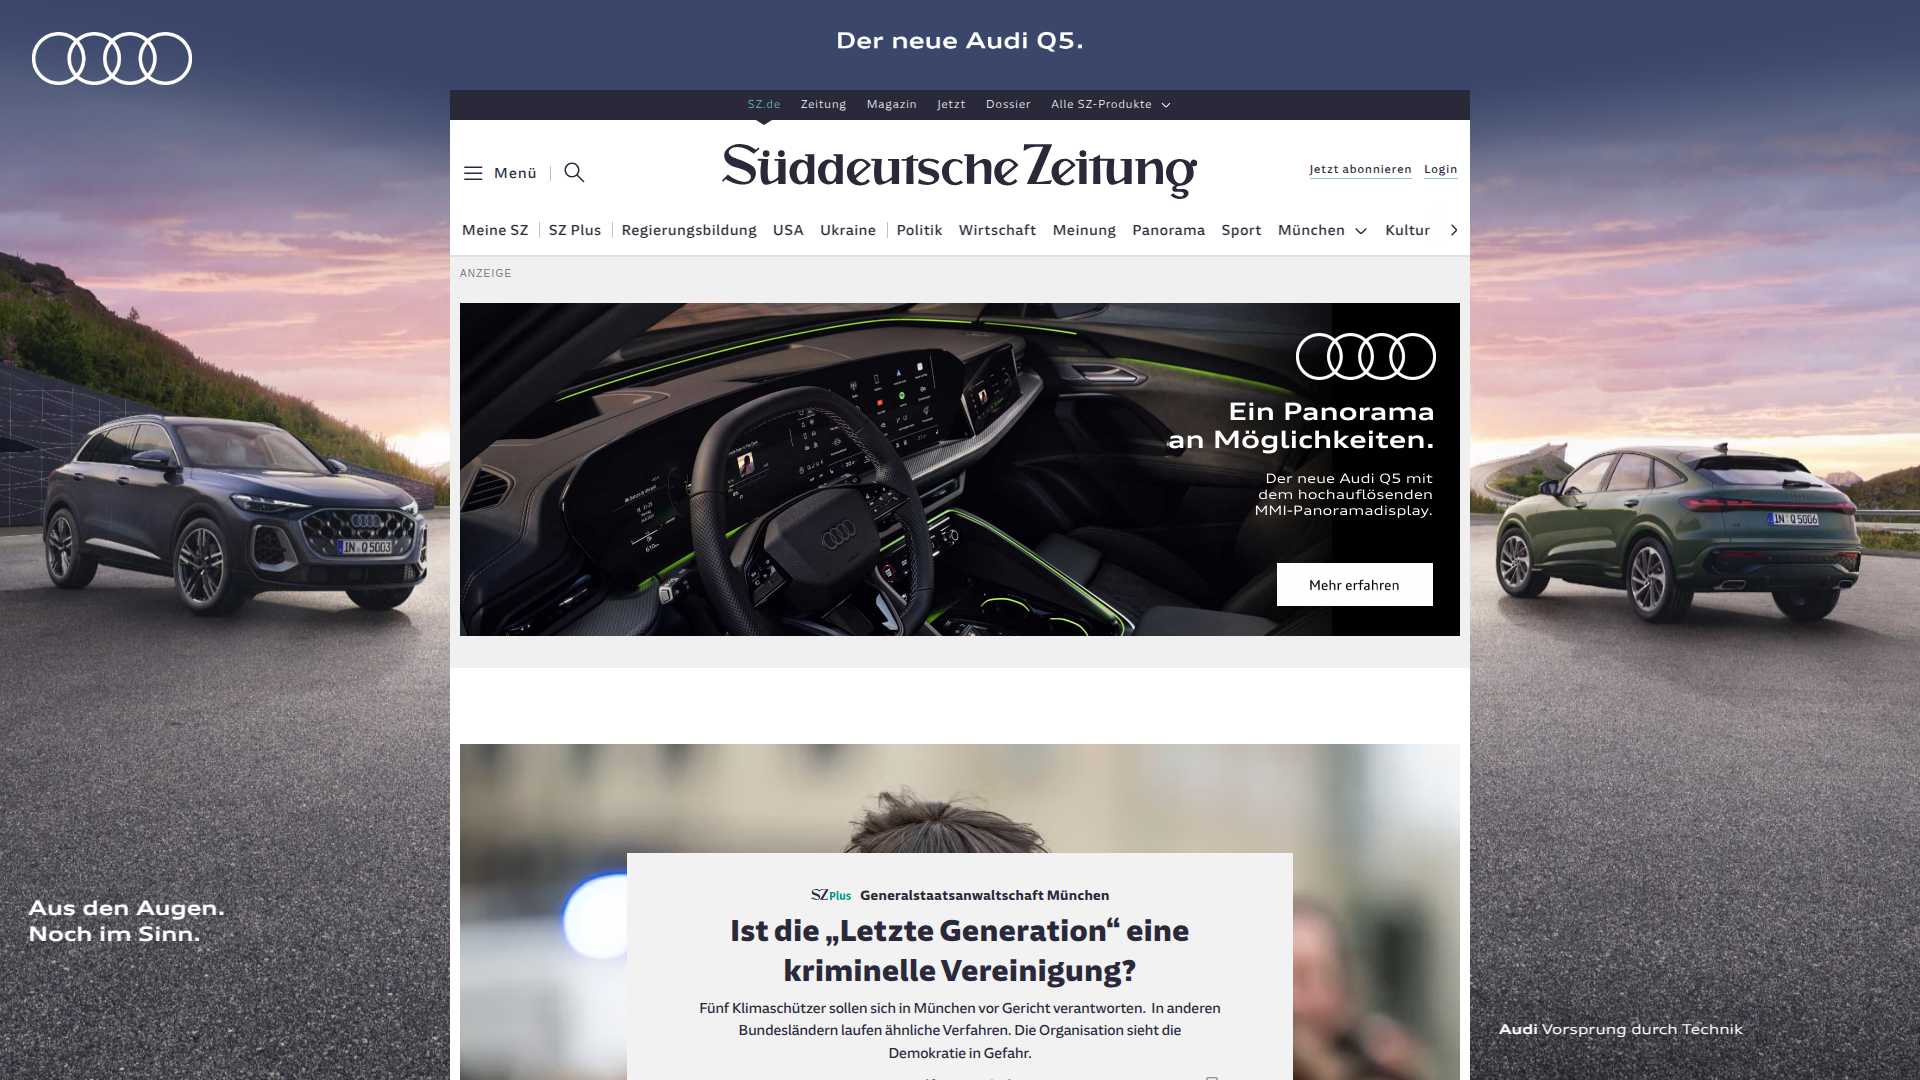 Der neue Audi Q5.
SZ.de Zeitung Magazin Jetzt Dossier Alle SZ-Produkte
Menü
Süddeutsche Zeitung
Jetzt abonnieren Login
Meine SZ SZ Plus Regierungsbildung USA Ukraine Politik Wirtschaft Meinung Panorama Sport München Kultur
ANZEIGE
Ein Panorama
an Möglichkeiten.
Der neue Audi Q5 mit
dem hochauflösenden
MMI-Panoramadisplay.
Mehr erfahren
IN Q 5003
IN Q 5006
Aus den Augen.
Noch im Sinn.
SZ Plus Generalstaatsanwaltschaft München
Ist die „Letzte Generation“ eine
kriminelle Vereinigung?
Fünf Klimaschützer sollen sich in München vor Gericht verantworten. In anderen
Bundesländern laufen ähnliche Verfahren. Die Organisation sieht die
Demokratie in Gefahr.
Audi Vorsprung durch Technik